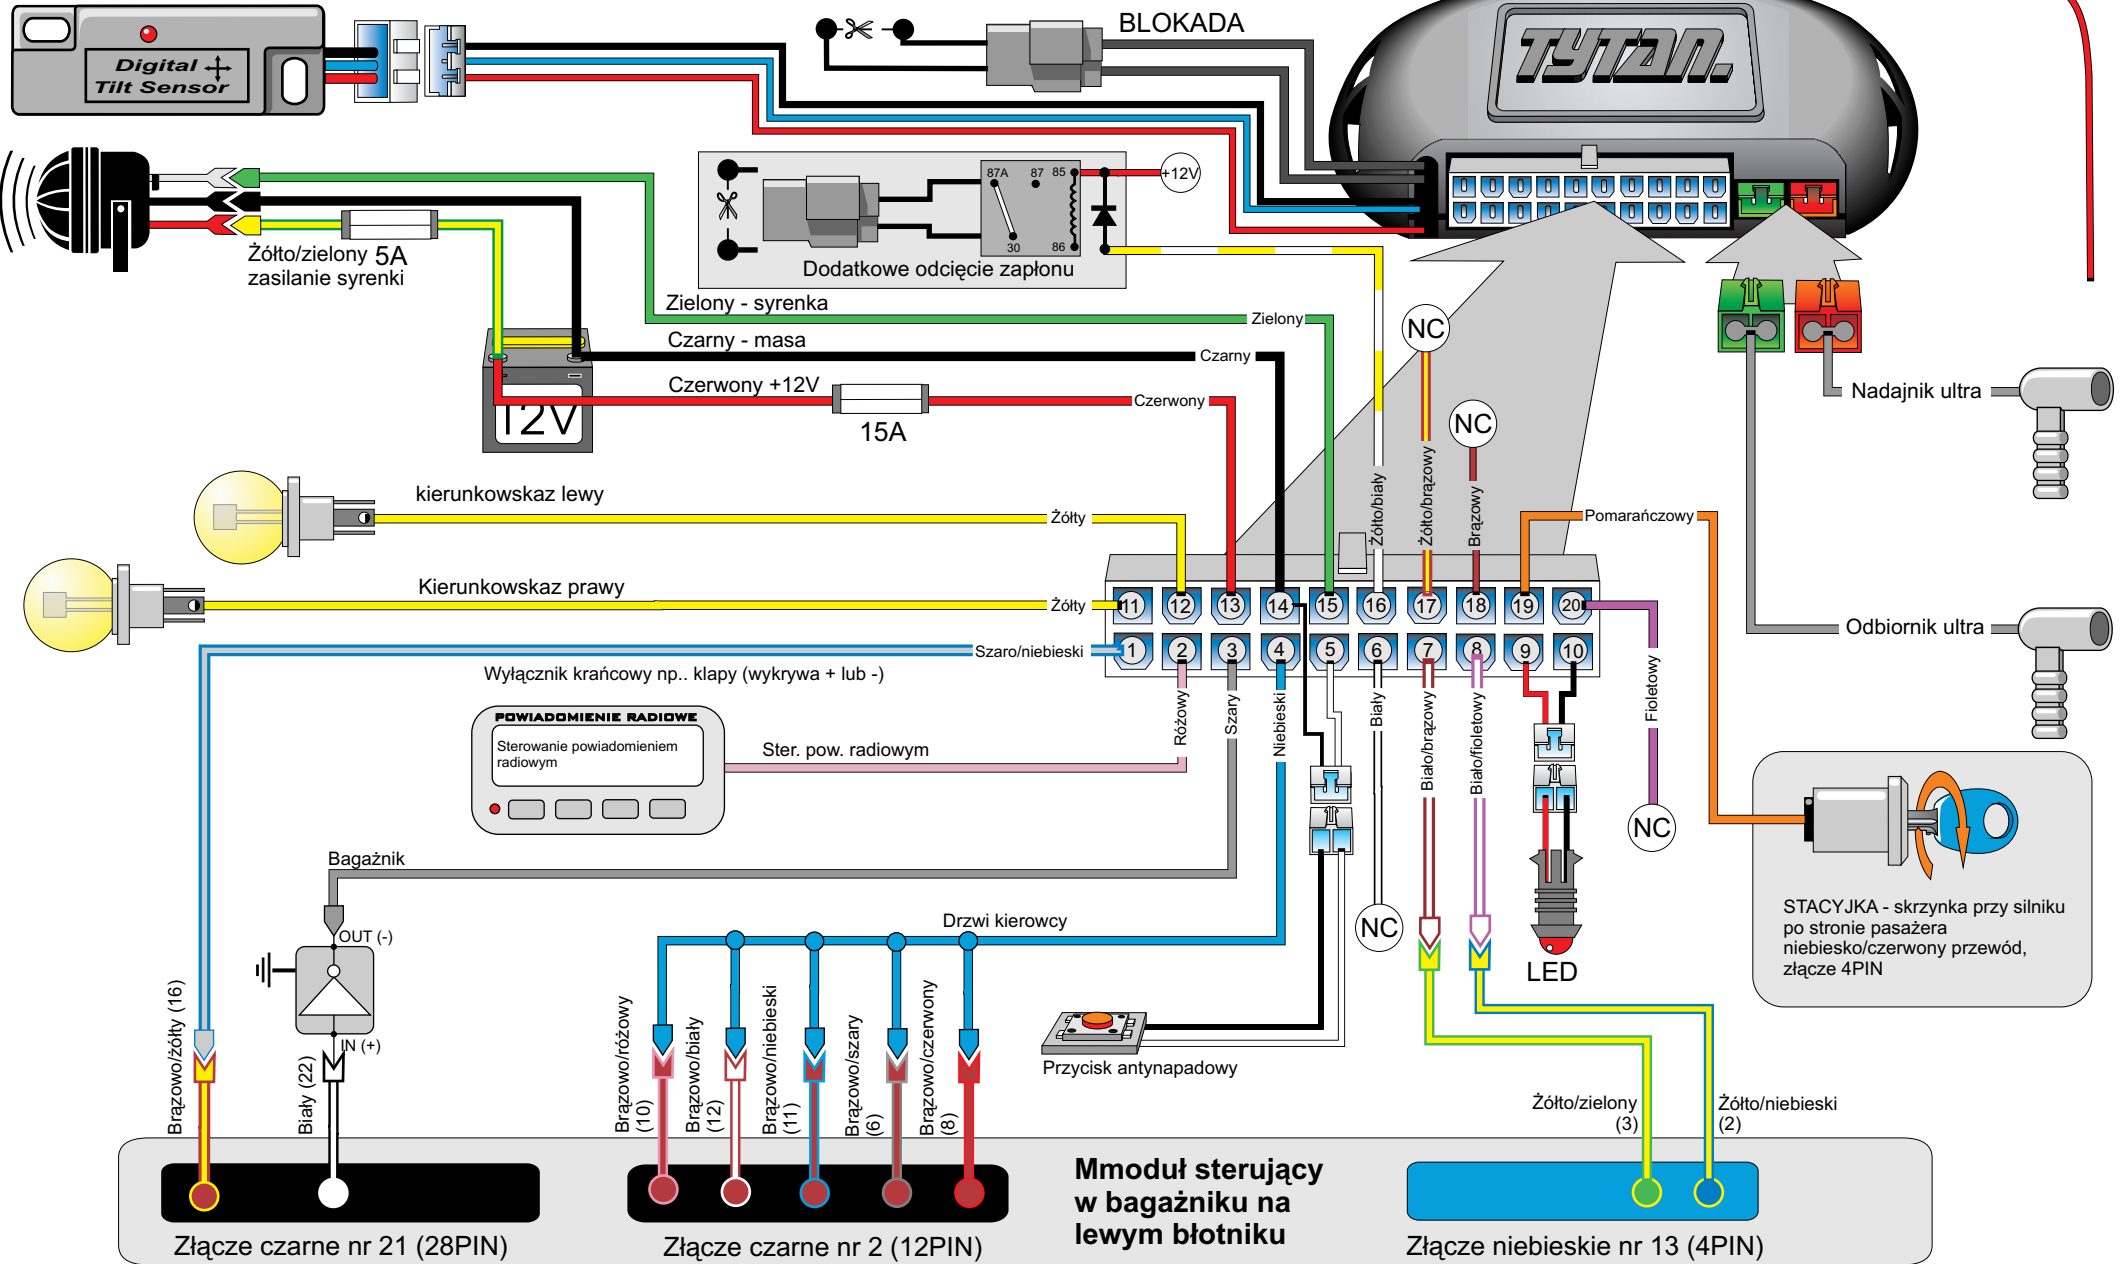 Digital
Tilt Sensor
BLOKADA
TYTAN.
87A 87 85
+12V
30 86
Dodatkowe odcięcie zapłonu
Żółto/zielony 5A
zasilanie syrenki
Zielony - syrenka
Zielony
Czarny - masa
Czarny
Czerwony +12V
Czerwony
15A
12V
NC
NC
Nadajnik ultra
Odbiornik ultra
kierunkowskaz lewy
Żółty
Kierunkowskaz prawy
Żółty
Żółto/biały
Żółto/brązowy
Brązowy
Pomarańczowy
11 12 13 14 15 16 17 18 19 20
1 2 3 4 5 6 7 8 9 10
Szaro/niebieski
Wyłącznik krańcowy np.. klapy (wykrywa + lub -)
Różowy
Szary
Niebieski
Biały
Biało/brązowy
Biało/fioletowy
Fioletowy
NC
NC
POWIADOMIENIE RADIOWE
Sterowanie powiadomieniem
radiowym
Ster. pow. radiowym
Bagażnik
OUT (-)
IN (+)
Drzwi kierowcy
LED
STACYJKA - skrzynka przy silniku
po stronie pasażera
niebiesko/czerwony przewód,
złącze 4PIN
Przycisk antynapadowy
Brązowo/żółty (16)
Biały (22)
Brązowo/różowy
(10)
Brązowo/biały
(12)
Brązowo/niebieski
(11)
Brązowo/szary
(6)
Brązowo/czerwony
(8)
Żółto/zielony
(3)
Żółto/niebieski
(2)
Mmoduł sterujący
w bagażniku na
lewym błotniku
Złącze czarne nr 21 (28PIN)
Złącze czarne nr 2 (12PIN)
Złącze niebieskie nr 13 (4PIN)